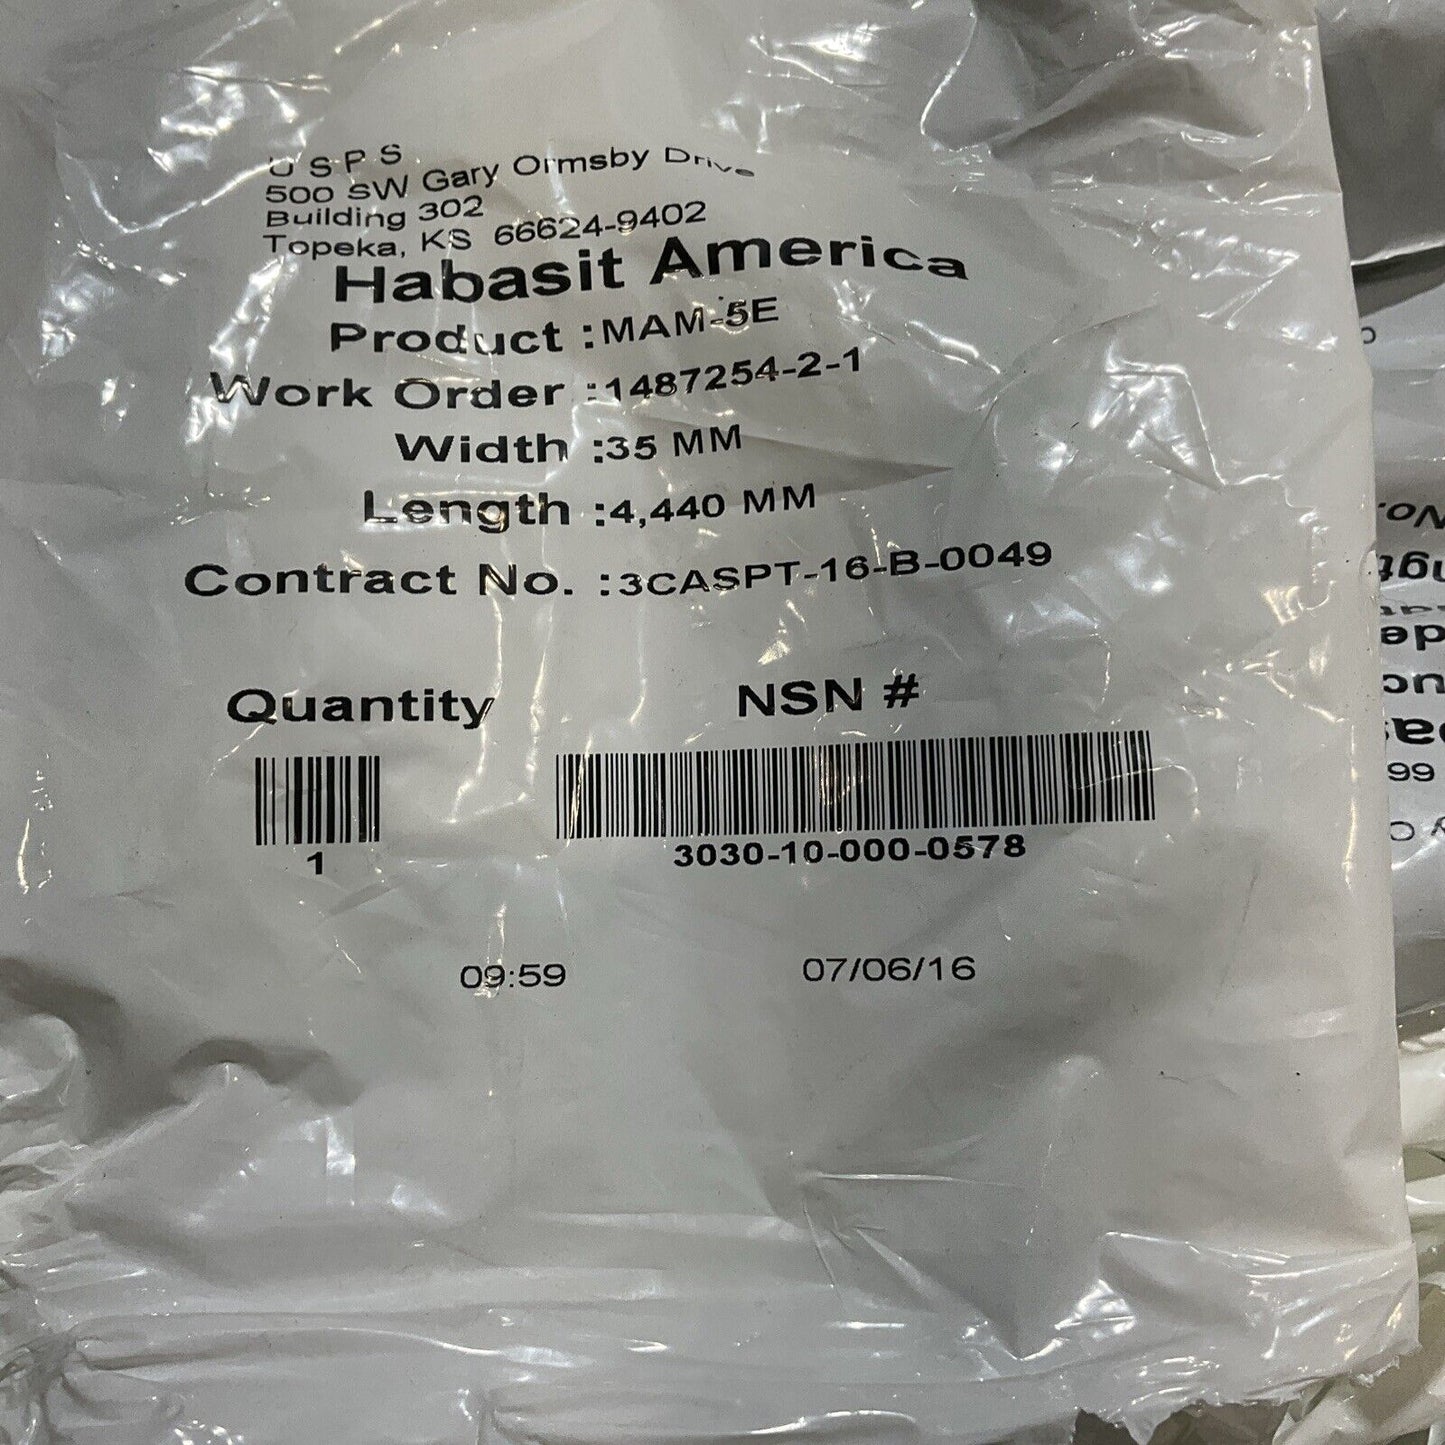 U S P S
500 SW Gary Ormsby Drive
Building 302
Topeka, KS 66624-9402
Habasit America
Product :MAM-5E
Work Order :1487254-2-1
Width :35 MM
Length :4,440 MM
Contract No. :3CASPT-16-B-0049
Quantity NSN #
1 3030-10-000-0578
09:59 07/06/16